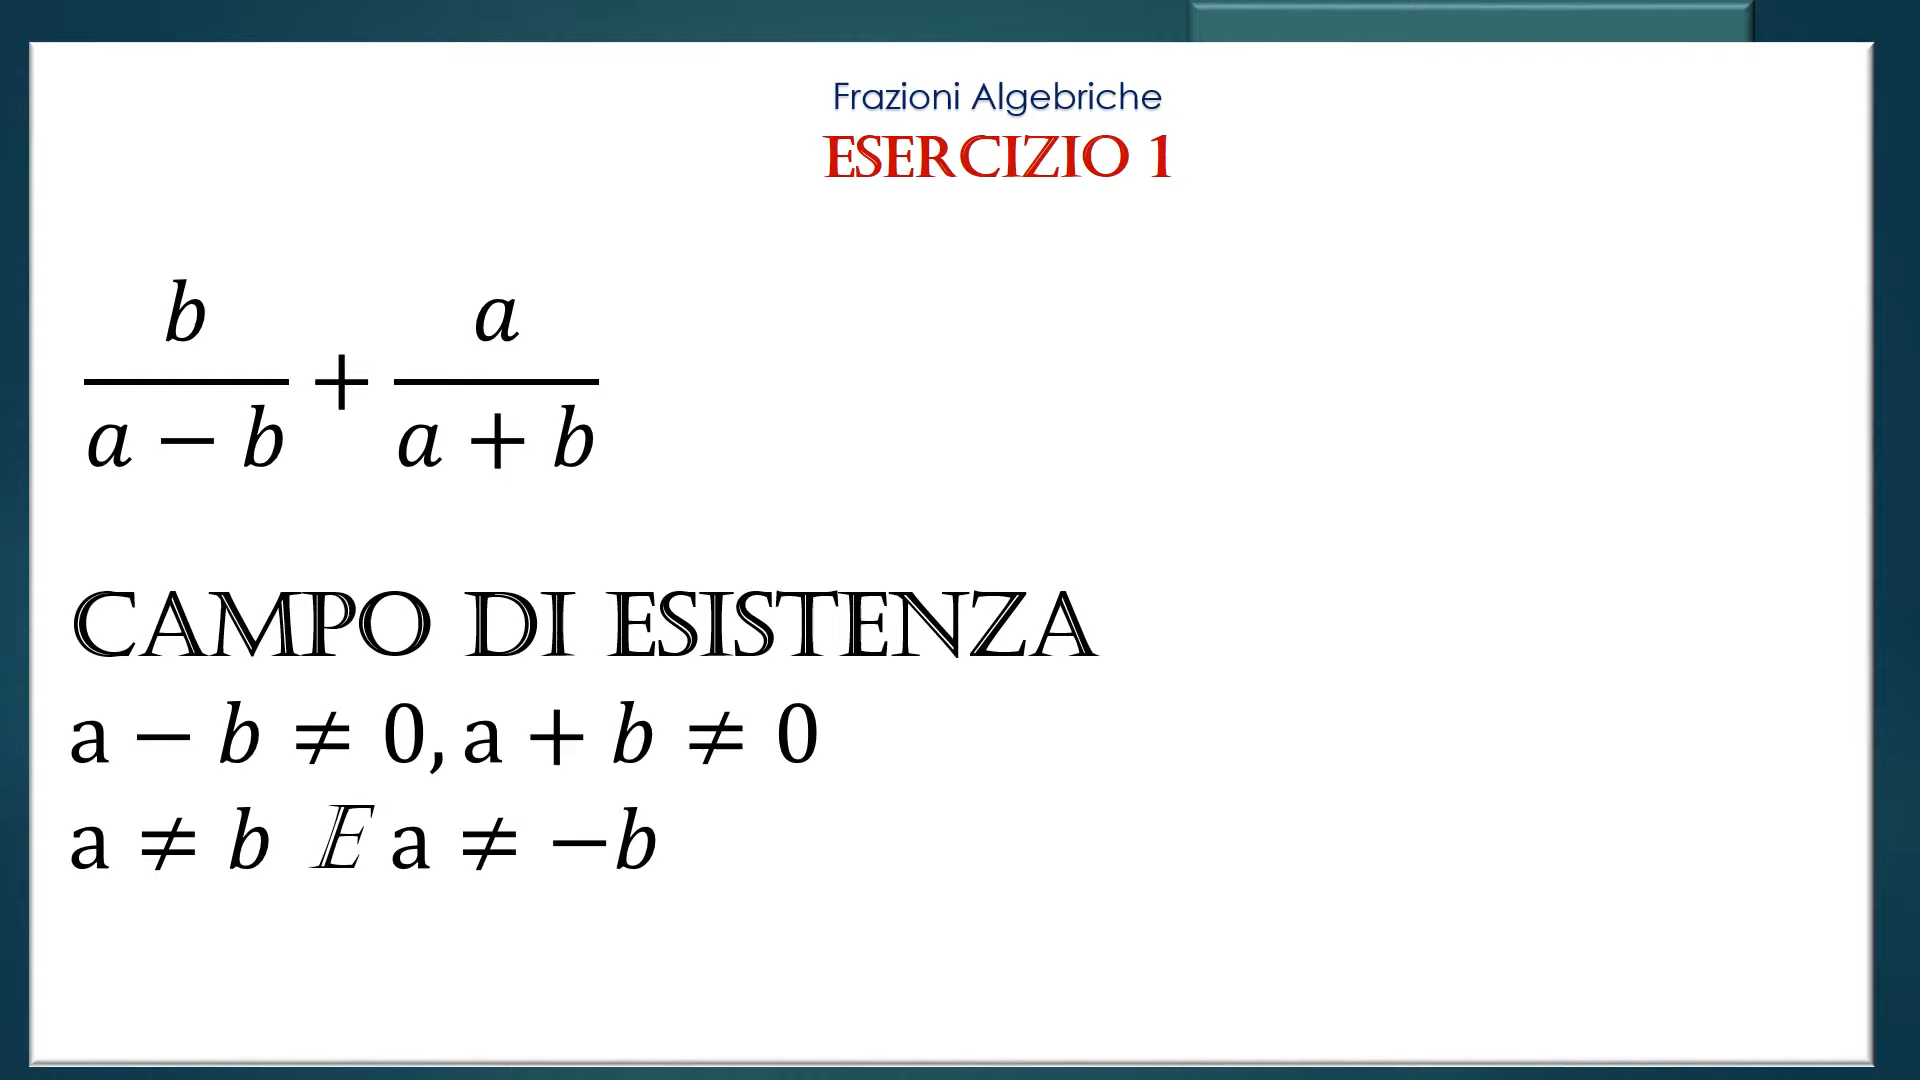 Frazioni Algebriche
ESERCIZIO 1
b/(a − b) + a/(a + b)
CAMPO DI ESISTENZA
a − b ≠ 0, a + b ≠ 0
a ≠ b E a ≠ −b